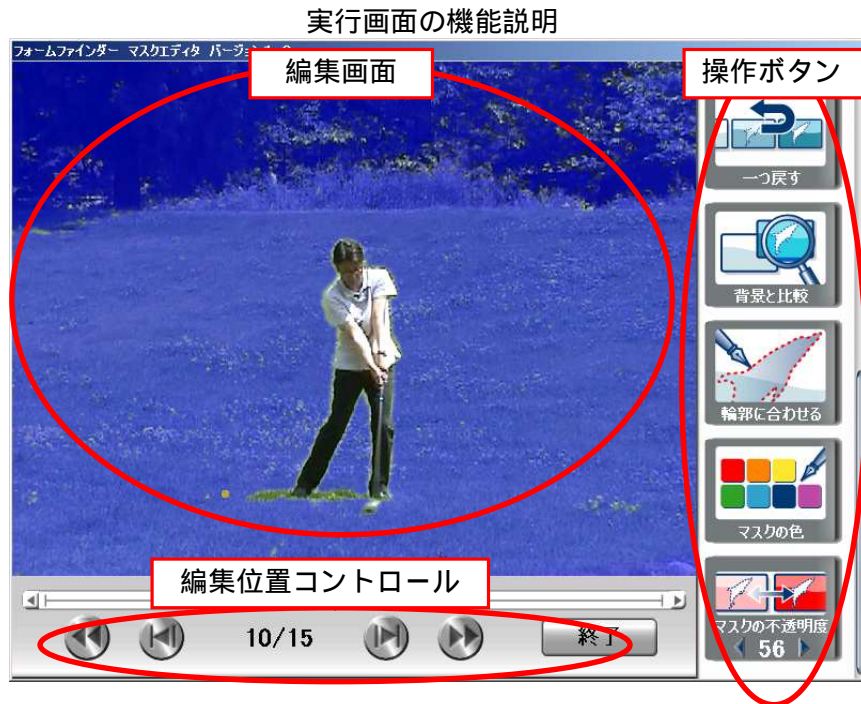 実行画面の機能説明
フォームファインダー マスクエディタ
編集画面
操作ボタン
一つ戻す
背景と比較
輪郭に合わせる
マスクの色
編集位置コントロール
10/15
終了
マスクの不透明度
56